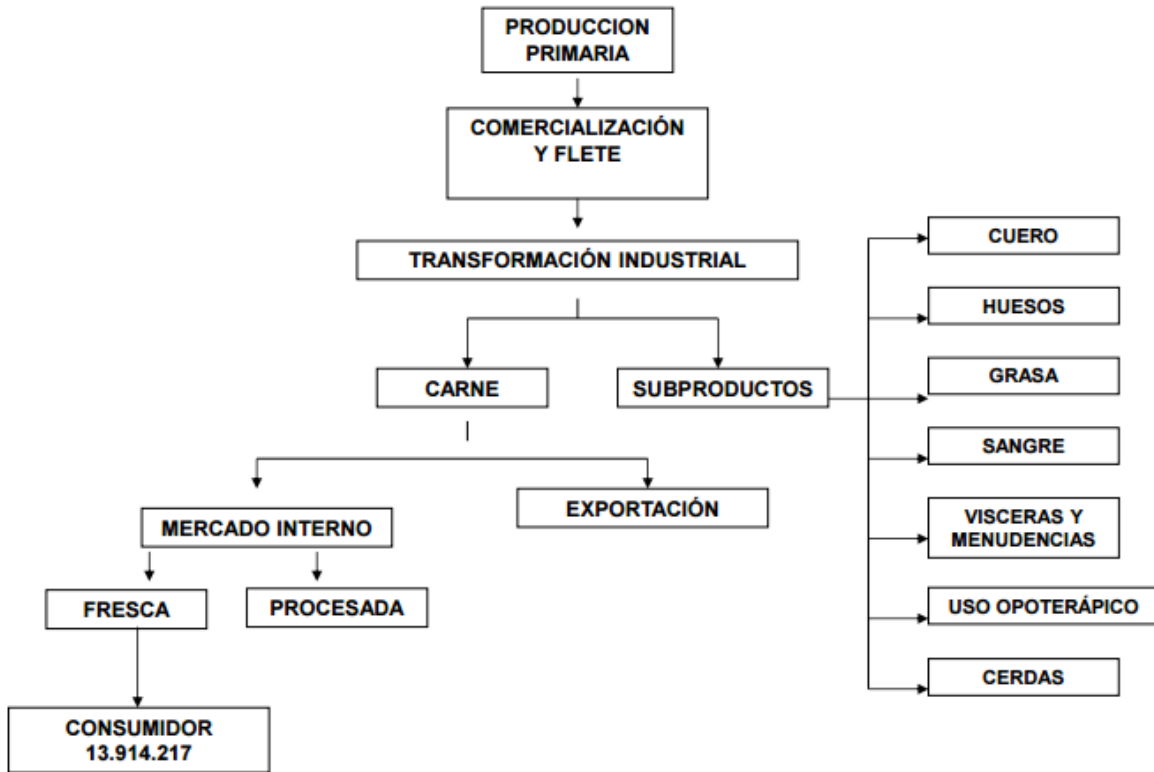 PRODUCCION
PRIMARIA
COMERCIALIZACIÓN
Y FLETE
TRANSFORMACIÓN INDUSTRIAL
CARNE
SUBPRODUCTOS
MERCADO INTERNO
EXPORTACIÓN
FRESCA
PROCESADA
CONSUMIDOR
13.914.217
CUERO
HUESOS
GRASA
SANGRE
VISCERAS Y
MENUDENCIAS
USO OPOTERÁPICO
CERDAS